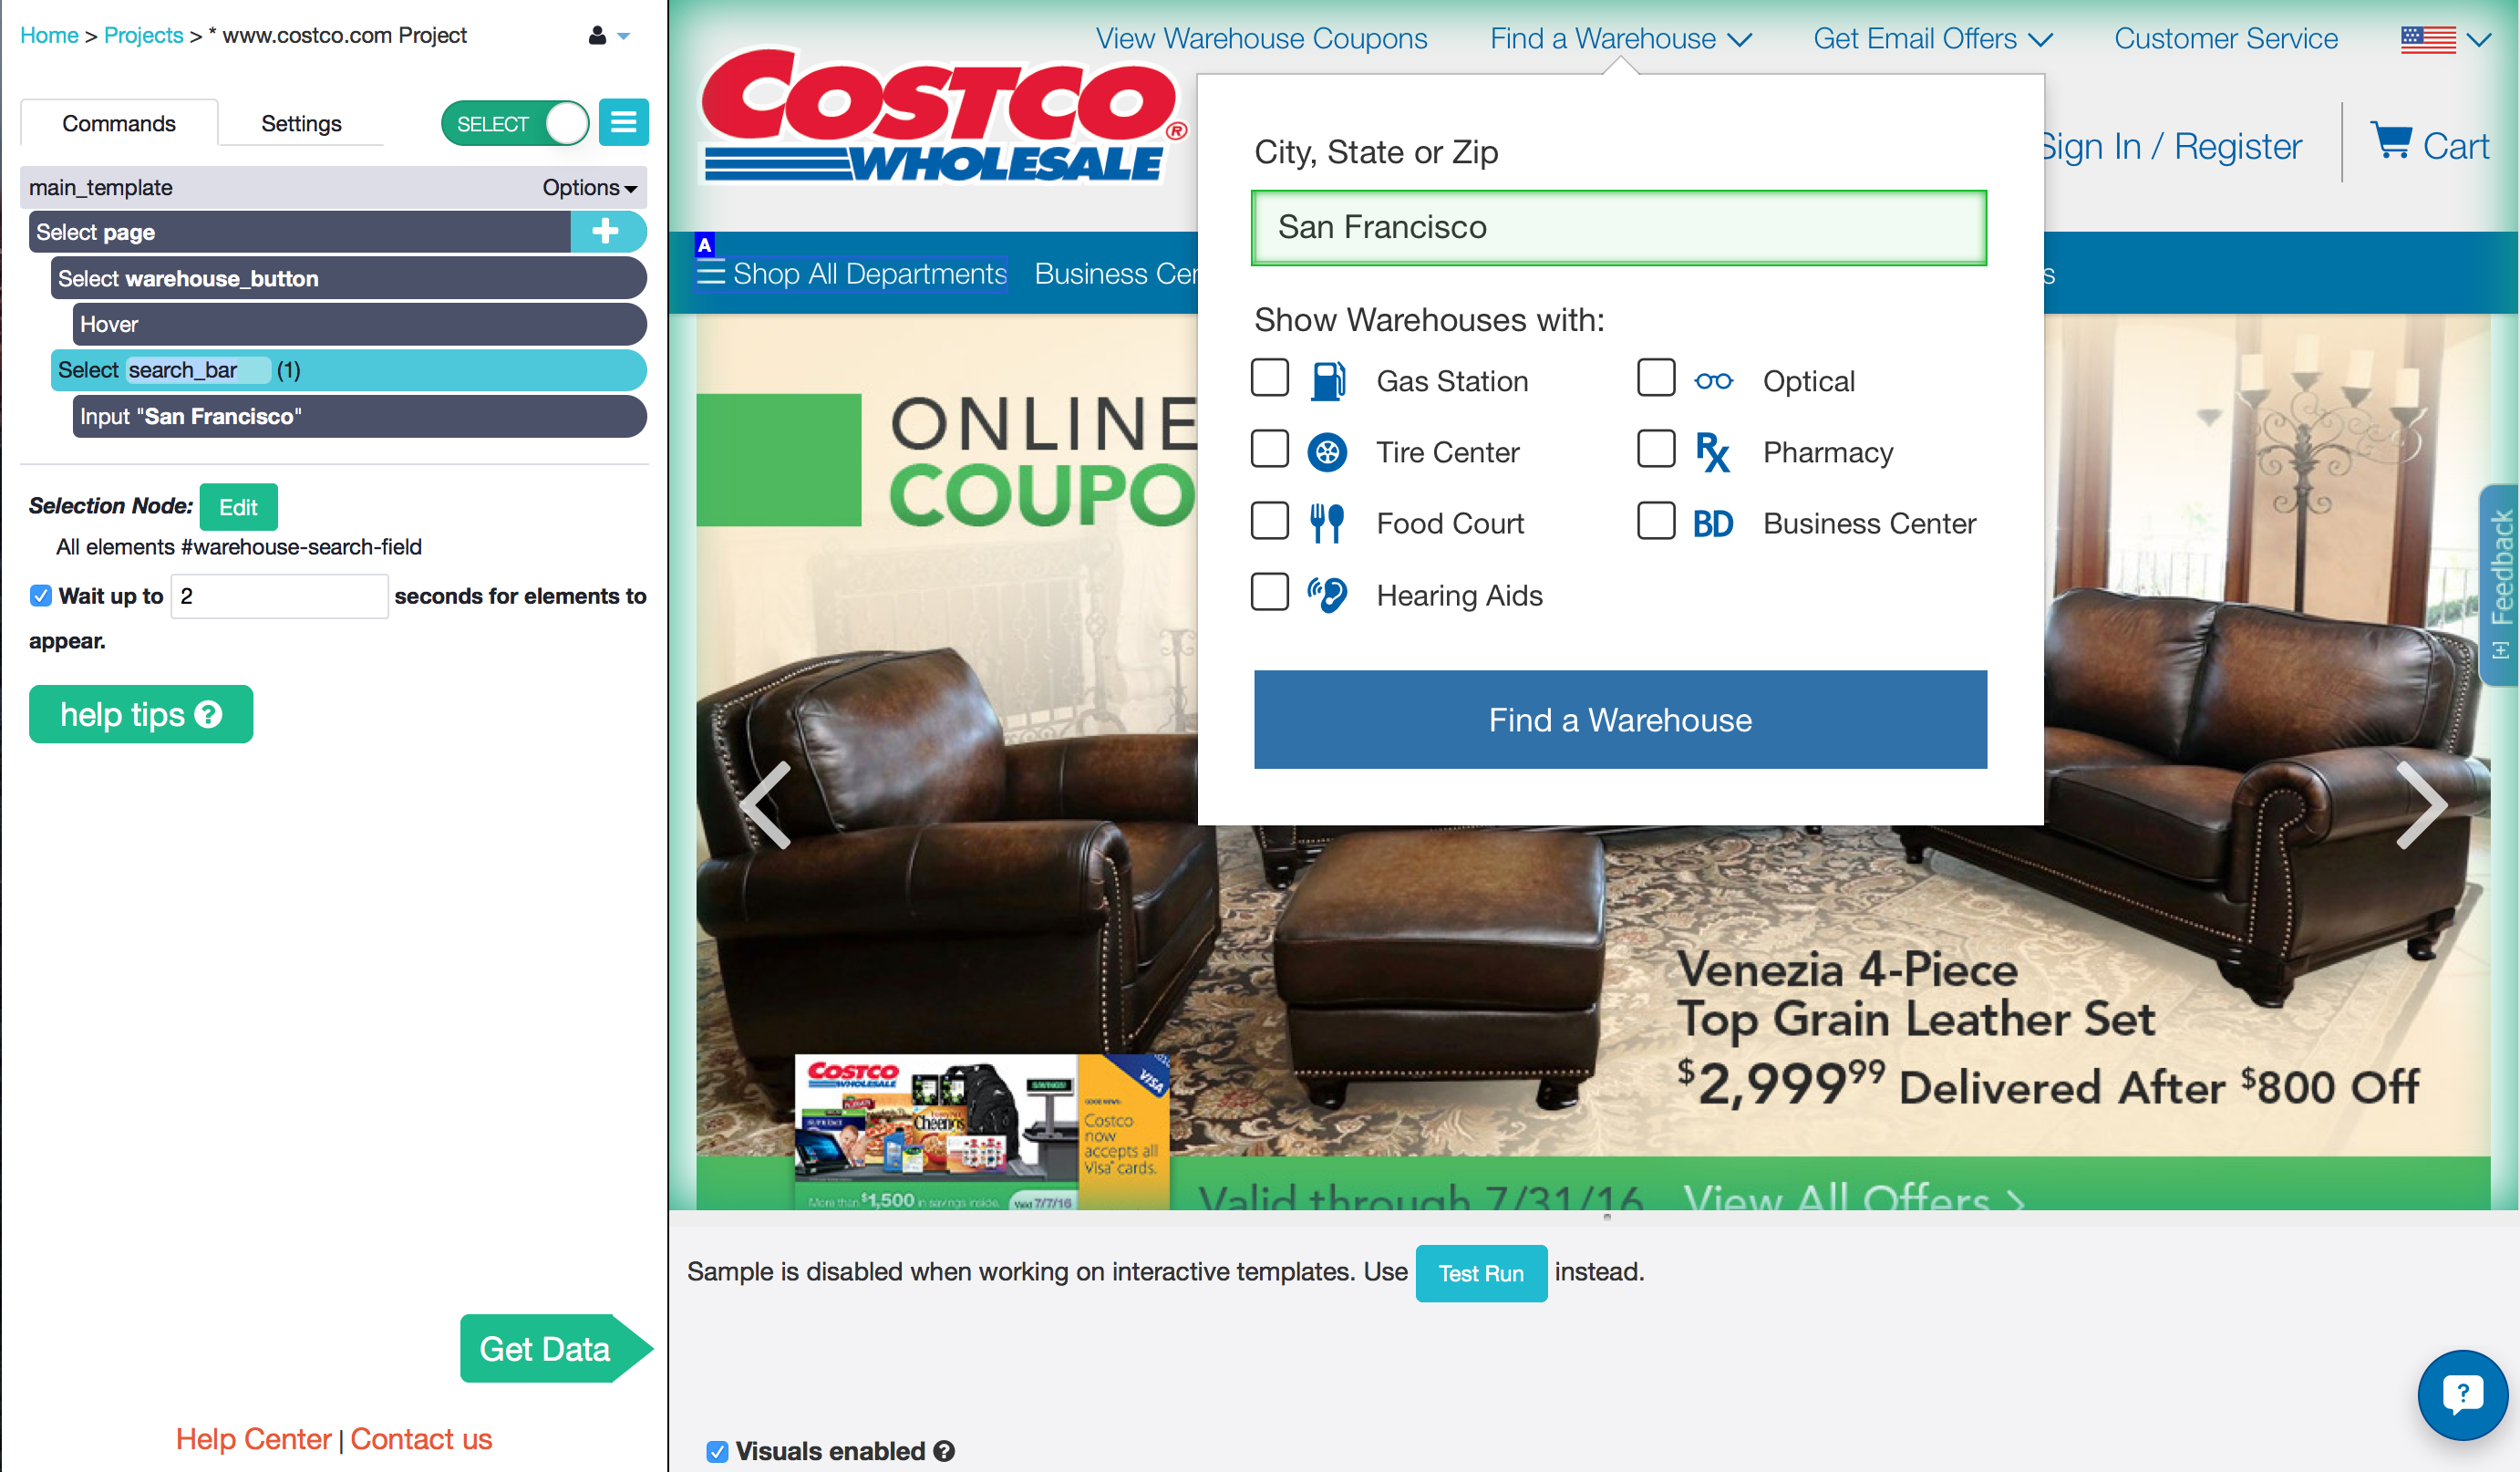 Home > Projects > * www.costco.com Project
Commands
Settings
SELECT
main_template
Options
Select page
Select warehouse_button
Hover
Select search_bar (1)
Input "San Francisco"
Selection Node: Edit
All elements #warehouse-search-field
Wait up to 2 seconds for elements to
appear.
help tips ?
Get Data
Help Center | Contact us
View Warehouse Coupons
Find a Warehouse
Get Email Offers
Customer Service
COSTCO ®
WHOLESALE
Sign In / Register
Cart
A
Shop All Departments
Business Cen
s
City, State or Zip
San Francisco
Show Warehouses with:
Gas Station
Optical
Tire Center
Rx Pharmacy
Food Court
BD Business Center
Hearing Aids
Find a Warehouse
ONLINE
COUPO
[+] Feedback
Venezia 4-Piece
Top Grain Leather Set
$2,999.99 Delivered After $800 Off
COSTCO
WHOLESALE
VISA
Cheerios
Costco
now
accepts all
Visa® cards.
More than $1,500 in savings inside.
Valid 7/7/16
Valid through 7/31/16
View All Offers >
Sample is disabled when working on interactive templates. Use Test Run instead.
Visuals enabled ?